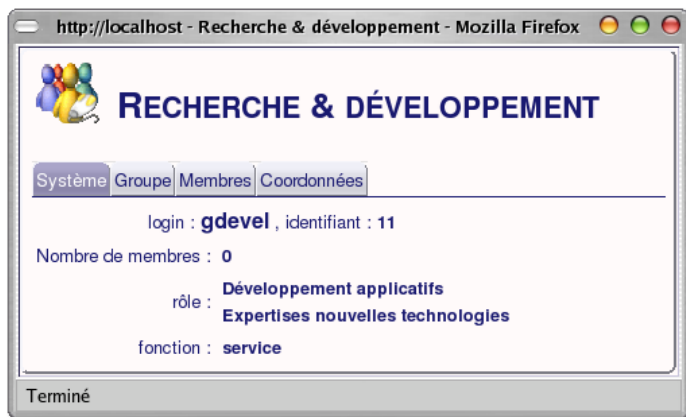 http://localhost - Recherche & développement - Mozilla Firefox
RECHERCHE & DÉVELOPPEMENT
Système Groupe Membres Coordonnées
login : gdevel , identifiant : 11
Nombre de membres : 0
rôle : Développement applicatifs
Expertises nouvelles technologies
fonction : service
Terminé